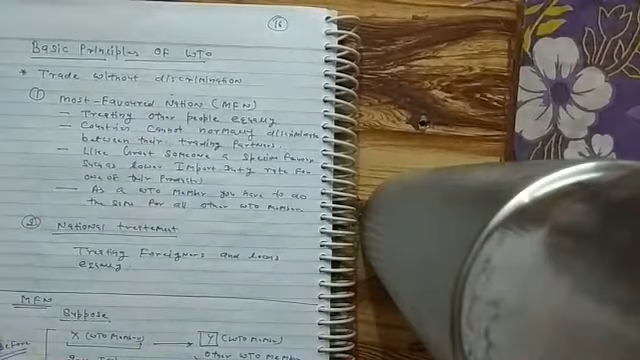 16
Basic Principles OF WTO
* Trade without discrimination
① Most-Favoured Nation (MFN)
— Treating other people equally
— Countries Cannot normally discriminate
between their trading Partners.
— Like Grant someone a special Favour
Such as lower Import Duty rate for
one of their Products)
— As a WTO Member you have to do
the same for all other WTO Members
② National treatment
Treating Foreigners and locals
equally.
MFN
Suppose
Before
X (WTO Member) → Y (WTO Member)
other WTO Member